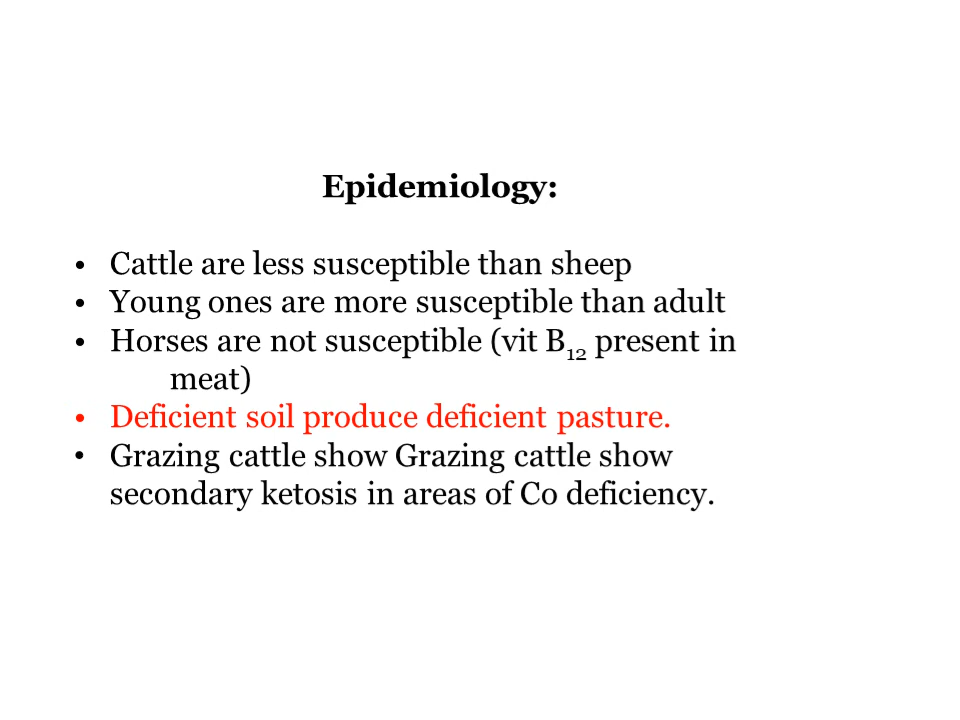 Epidemiology:
• Cattle are less susceptible than sheep
• Young ones are more susceptible than adult
• Horses are not susceptible (vit B₁₂ present in
meat)
• Deficient soil produce deficient pasture.
• Grazing cattle show Grazing cattle show
secondary ketosis in areas of Co deficiency.